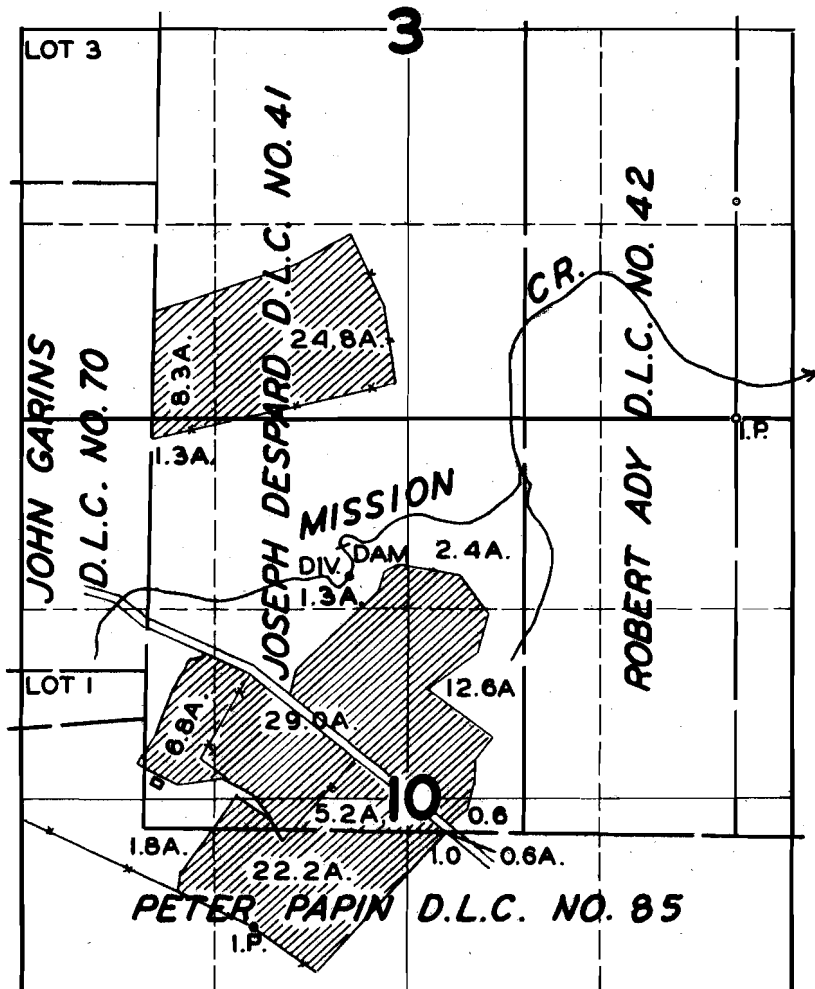 3
LOT 3
JOSEPH DESPARD D.L.C. NO. 41
ROBERT ADY D.L.C. NO. 42
CR.
24.8A.
8.3A.
JOHN GARINS
D.L.C. NO. 70
I.P.
1.3A.
MISSION
DIV. DAM
2.4A.
1.3A.
LOT 1
12.6A
6.8A.
29.0A.
10
5.2A.
0.6
1.8A.
1.0
0.6A.
22.2A.
PETER PAPIN D.L.C. NO. 85
I.P.